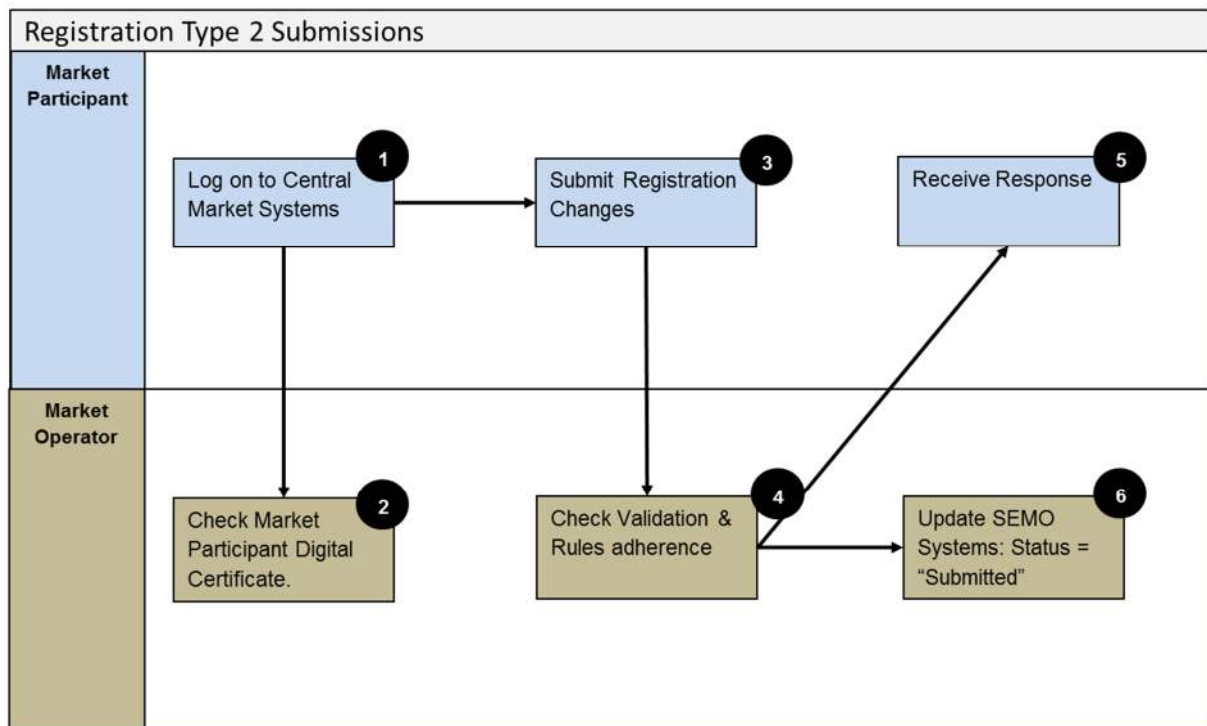 Registration Type 2 Submissions
Market
Participant
1
Log on to Central
Market Systems
3
Submit Registration
Changes
5
Receive Response
Market
Operator
2
Check Market
Participant Digital
Certificate.
4
Check Validation &
Rules adherence
6
Update SEMO
Systems: Status =
“Submitted”